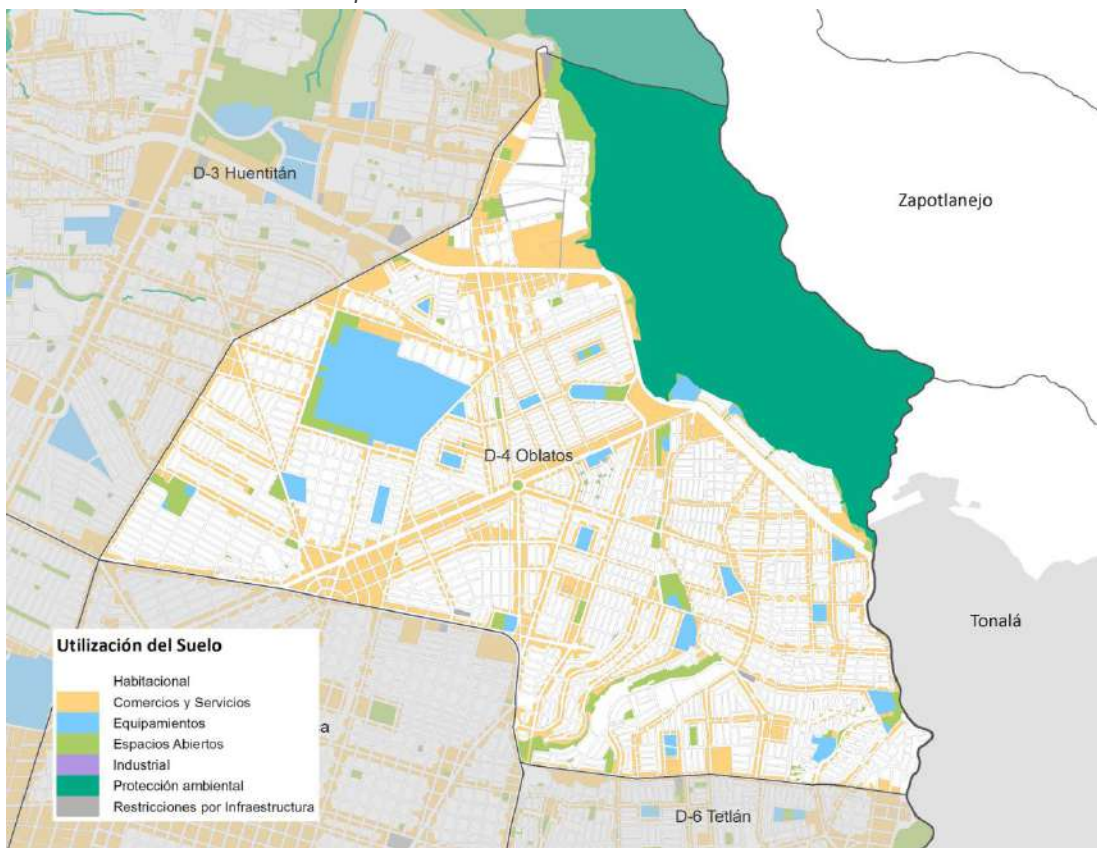 D-3 Huentitán
Zapotlanejo
D-4 Oblatos
Tonalá
Utilización del Suelo
Habitacional
Comercios y Servicios
Equipamientos
Espacios Abiertos
Industrial
Protección ambiental
Restricciones por Infraestructura
a
D-6 Tetlán